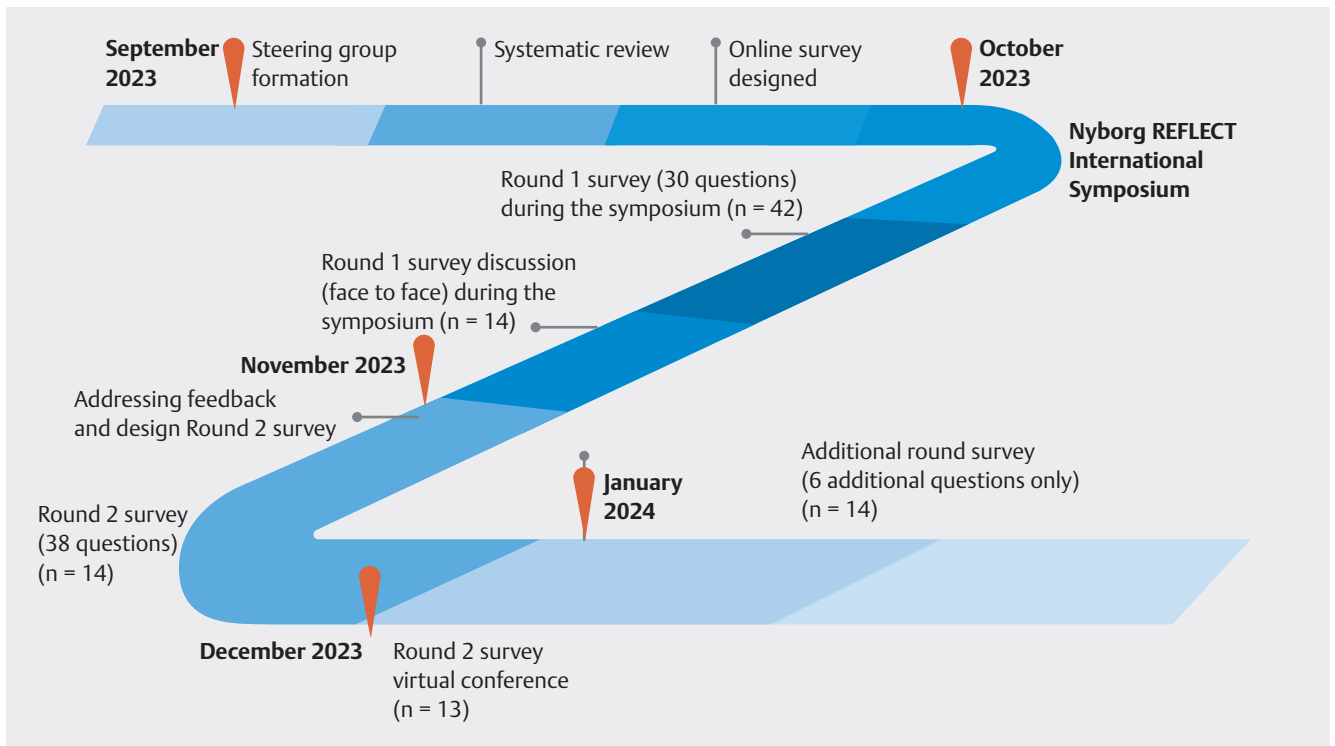 September
2023
Steering group
formation
Systematic review
Online survey
designed
October
2023
Nyborg REFLECT
International
Symposium
Round 1 survey (30 questions)
during the symposium (n = 42)
Round 1 survey discussion
(face to face) during the
symposium (n = 14)
November 2023
Addressing feedback
and design Round 2 survey
Round 2 survey
(38 questions)
(n = 14)
December 2023
Round 2 survey
virtual conference
(n = 13)
January
2024
Additional round survey
(6 additional questions only)
(n = 14)